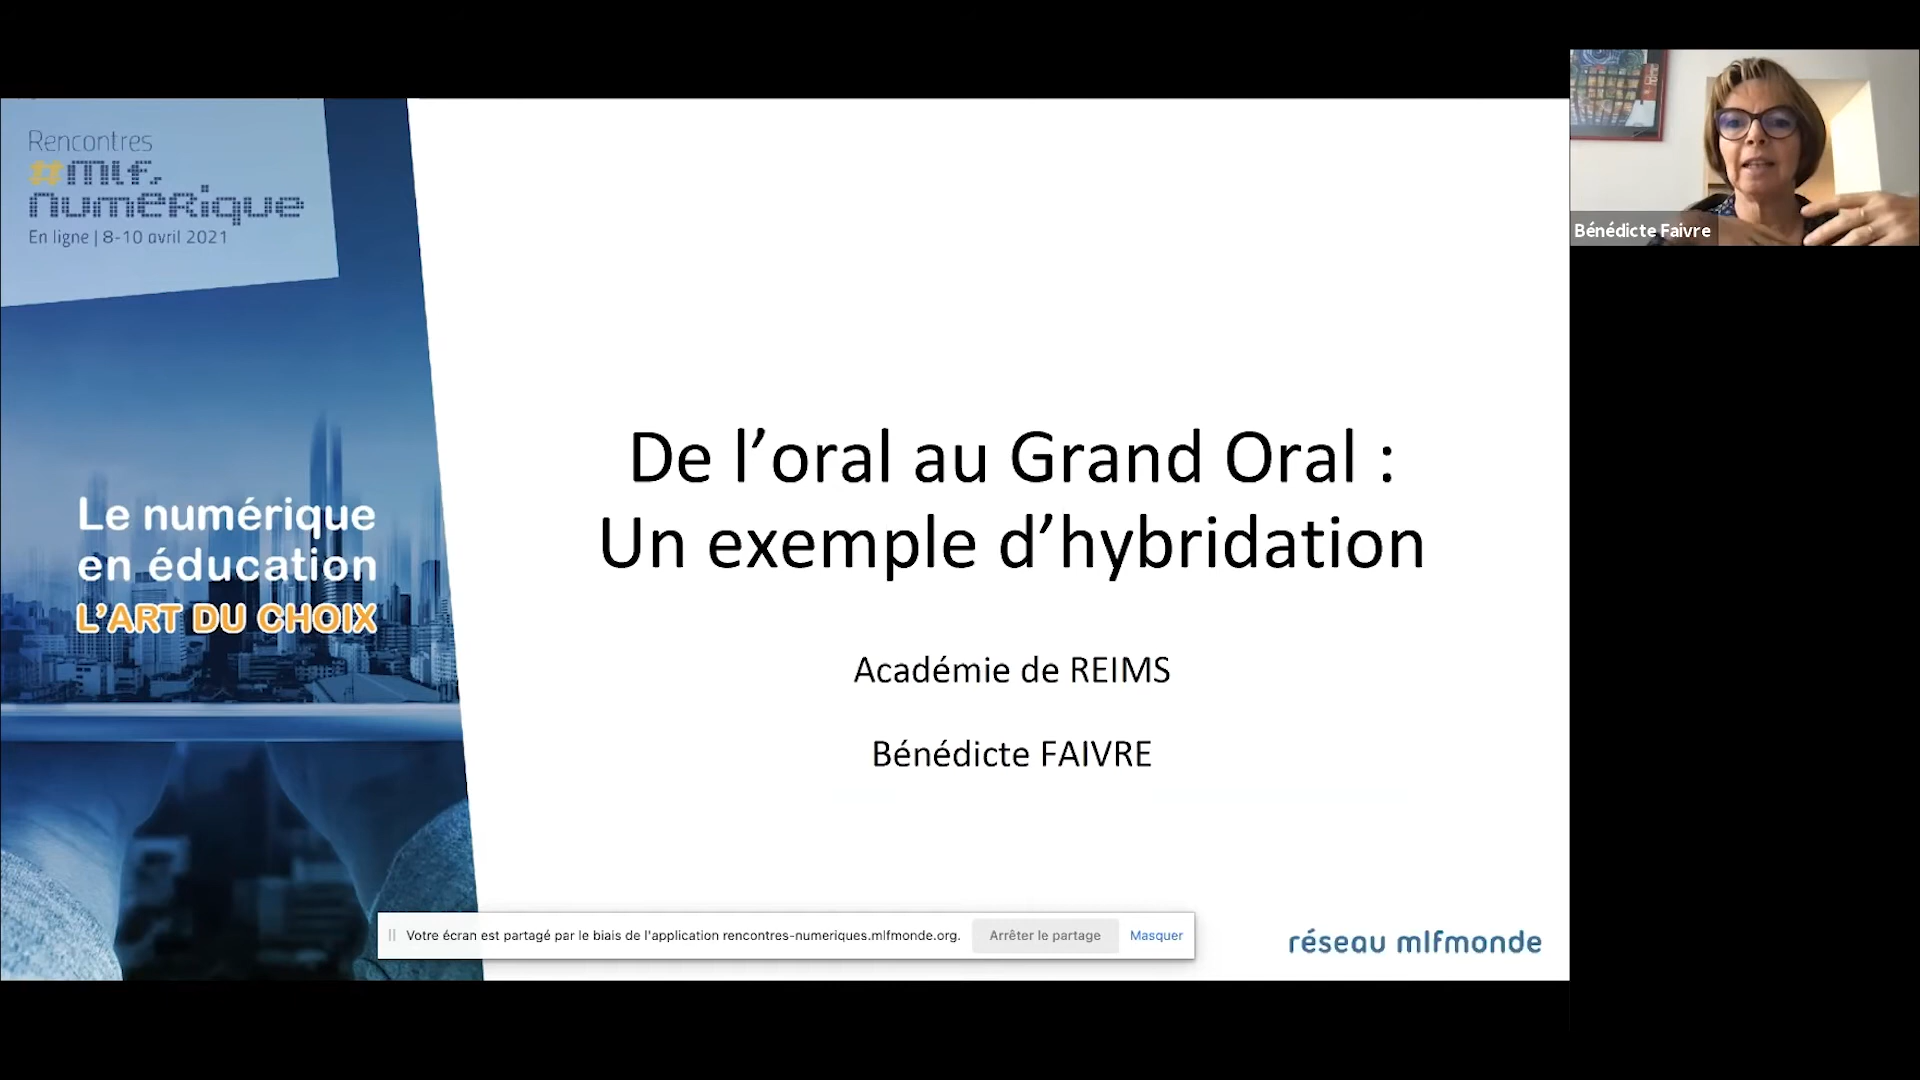 Rencontres
#mlf.
numérique
En ligne | 8-10 avril 2021
Le numérique
en éducation
L'ART DU CHOIX
De l’oral au Grand Oral :
Un exemple d’hybridation
Académie de REIMS
Bénédicte FAIVRE
Votre écran est partagé par le biais de l'application rencontres-numeriques.mlfmonde.org.
Arrêter le partage
Masquer
réseau mlfmonde
Bénédicte Faivre